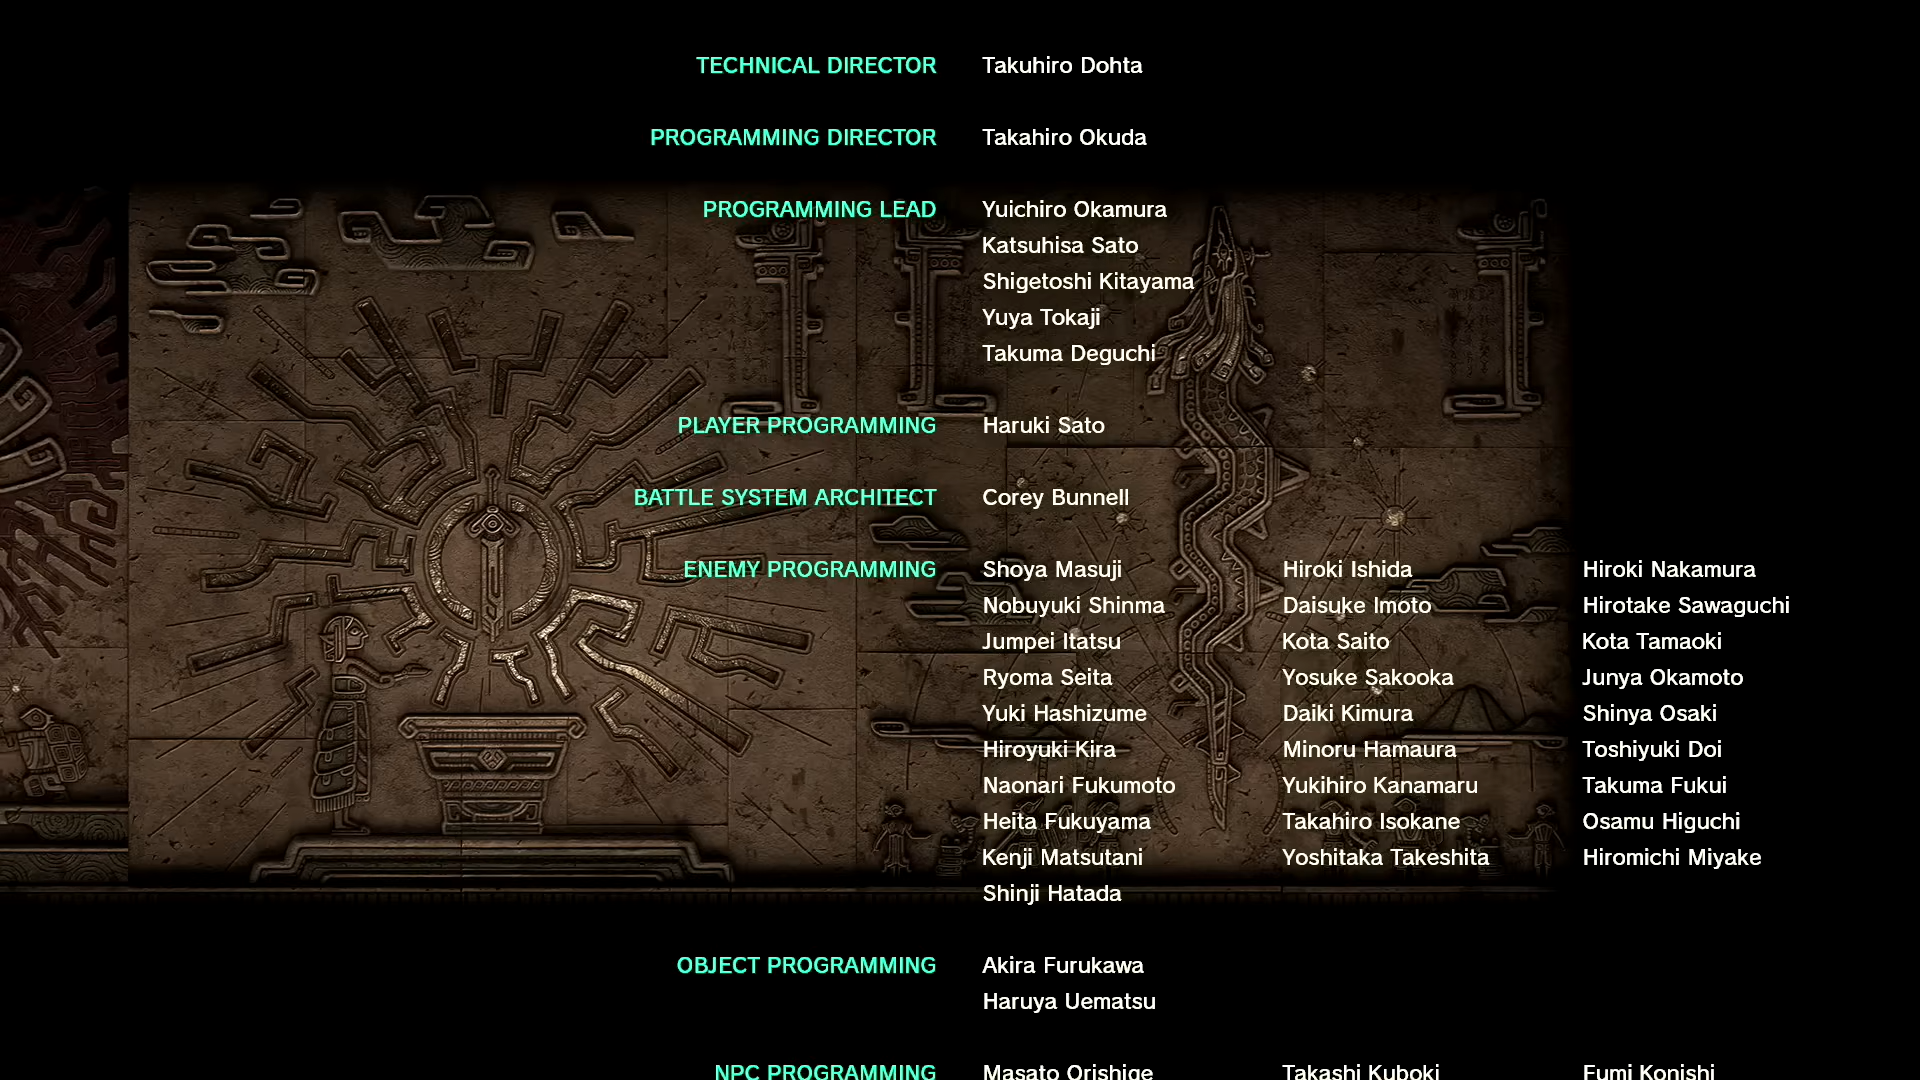 TECHNICAL DIRECTOR Takuhiro Dohta
PROGRAMMING DIRECTOR Takahiro Okuda
PROGRAMMING LEAD Yuichiro Okamura
Katsuhisa Sato
Shigetoshi Kitayama
Yuya Tokaji
Takuma Deguchi
PLAYER PROGRAMMING Haruki Sato
BATTLE SYSTEM ARCHITECT Corey Bunnell
ENEMY PROGRAMMING Shoya Masuji Hiroki Ishida Hiroki Nakamura
Nobuyuki Shinma Daisuke Imoto Hirotake Sawaguchi
Jumpei Itatsu Kota Saito Kota Tamaoki
Ryoma Seita Yosuke Sakooka Junya Okamoto
Yuki Hashizume Daiki Kimura Shinya Osaki
Hiroyuki Kira Minoru Hamaura Toshiyuki Doi
Naonari Fukumoto Yukihiro Kanamaru Takuma Fukui
Heita Fukuyama Takahiro Isokane Osamu Higuchi
Kenji Matsutani Yoshitaka Takeshita Hiromichi Miyake
Shinji Hatada
OBJECT PROGRAMMING Akira Furukawa
Haruya Uematsu
NPC PROGRAMMING Masato Orishige Takashi Kuboki Fumi Konishi